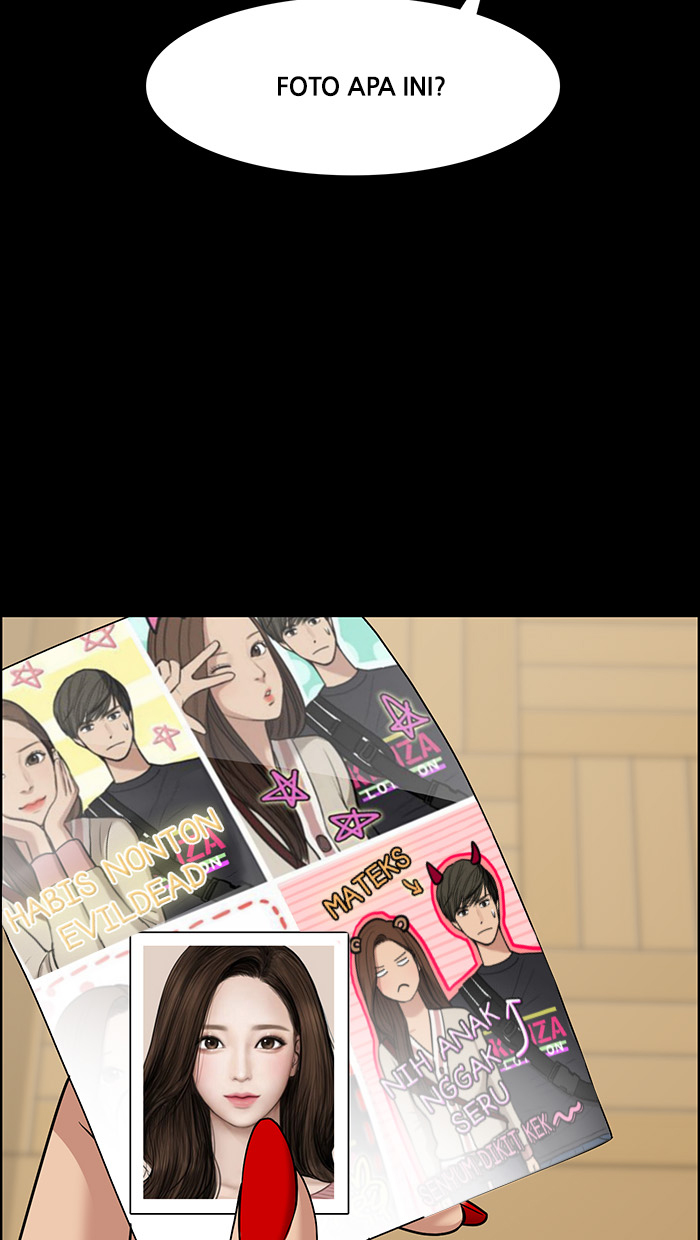 FOTO APA INI?
HABIS NONTON
EVILDEAD
MATEKS
NIH ANAK
NGGAK
SERU
SENYUM DIKIT KEK